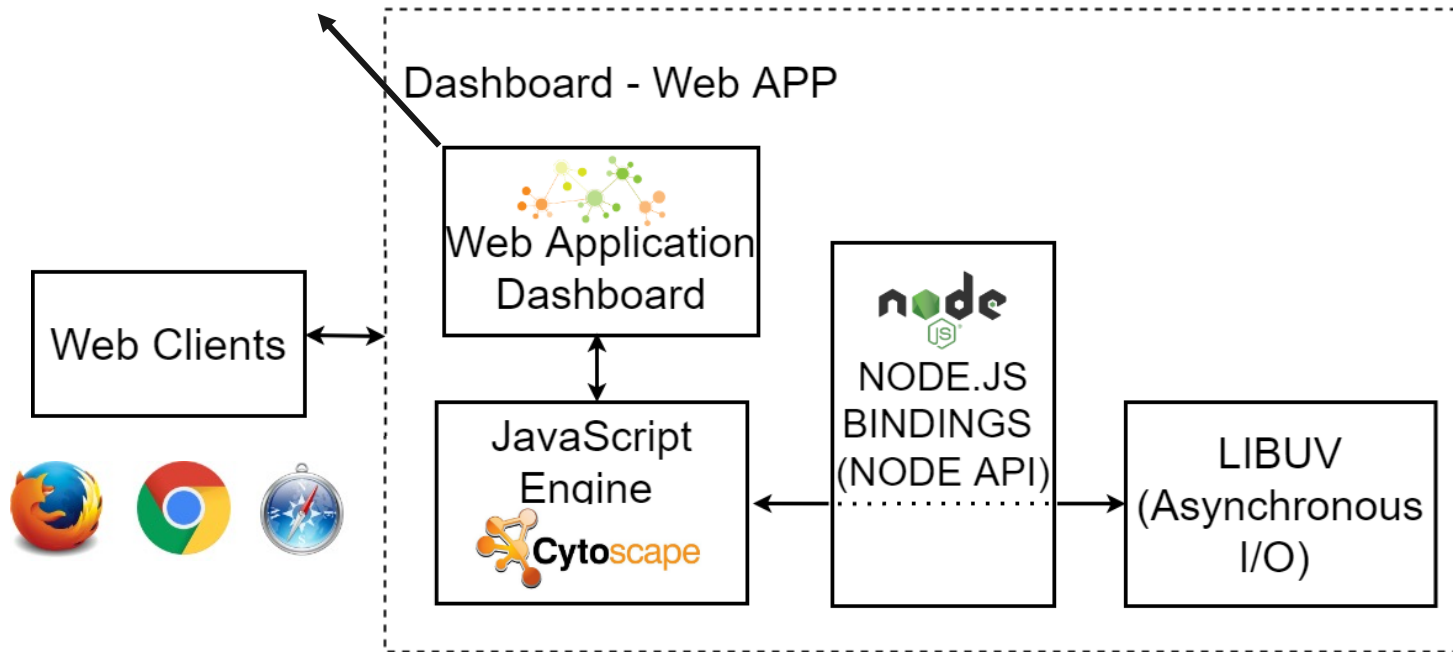 Dashboard - Web APP
Web Application
Dashboard
Web Clients
JavaScript
Engine
Cytoscape
node
JS
NODE.JS
BINDINGS
(NODE API)
LIBUV
(Asynchronous
I/O)